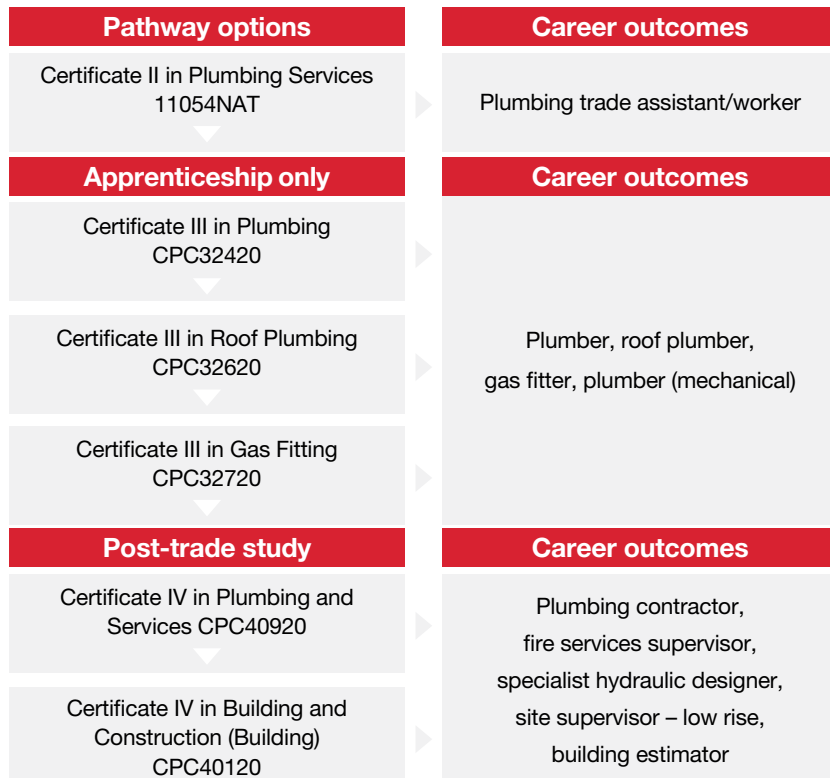 Pathway options
Career outcomes
Certificate II in Plumbing Services
11054NAT
Plumbing trade assistant/worker
Apprenticeship only
Career outcomes
Certificate III in Plumbing
CPC32420
Certificate III in Roof Plumbing
CPC32620
Certificate III in Gas Fitting
CPC32720
Plumber, roof plumber,
gas fitter, plumber (mechanical)
Post-trade study
Career outcomes
Certificate IV in Plumbing and
Services CPC40920
Certificate IV in Building and
Construction (Building)
CPC40120
Plumbing contractor,
fire services supervisor,
specialist hydraulic designer,
site supervisor – low rise,
building estimator